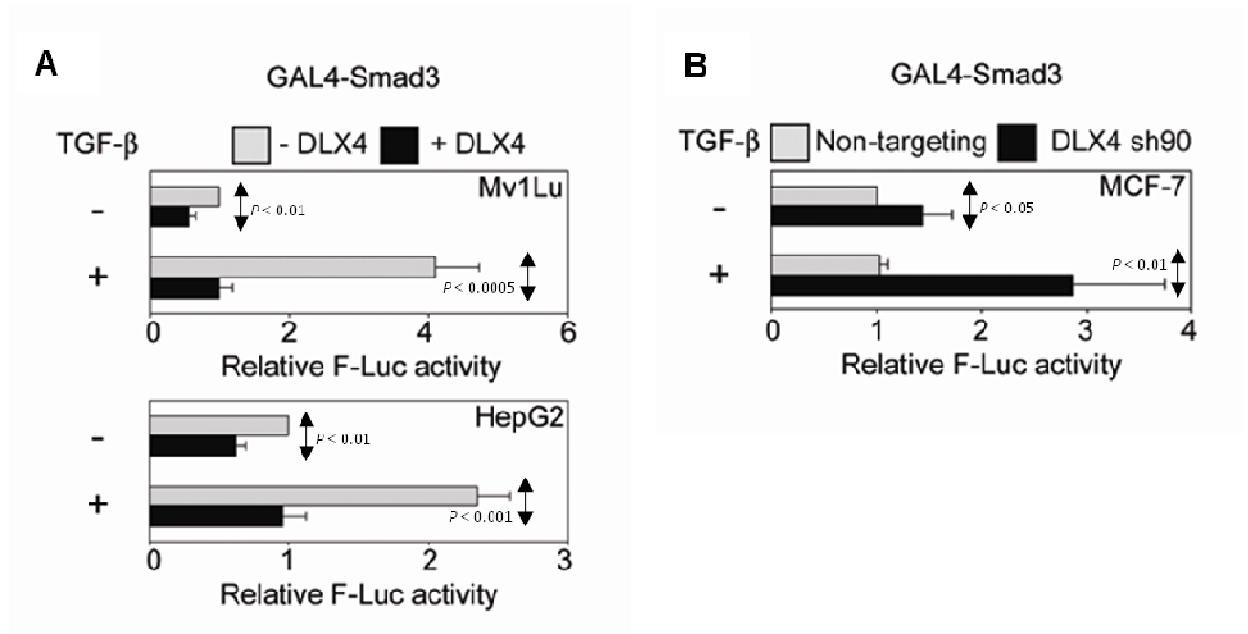 A
GAL4-Smad3
TGF-β - DLX4 + DLX4
Mv1Lu
-
P < 0.01
+
P < 0.0005
0 2 4 6
Relative F-Luc activity
HepG2
-
P < 0.01
+
P < 0.001
0 1 2 3
Relative F-Luc activity
B
GAL4-Smad3
TGF-β Non-targeting DLX4 sh90
MCF-7
-
P < 0.05
+
P < 0.01
0 1 2 3 4
Relative F-Luc activity